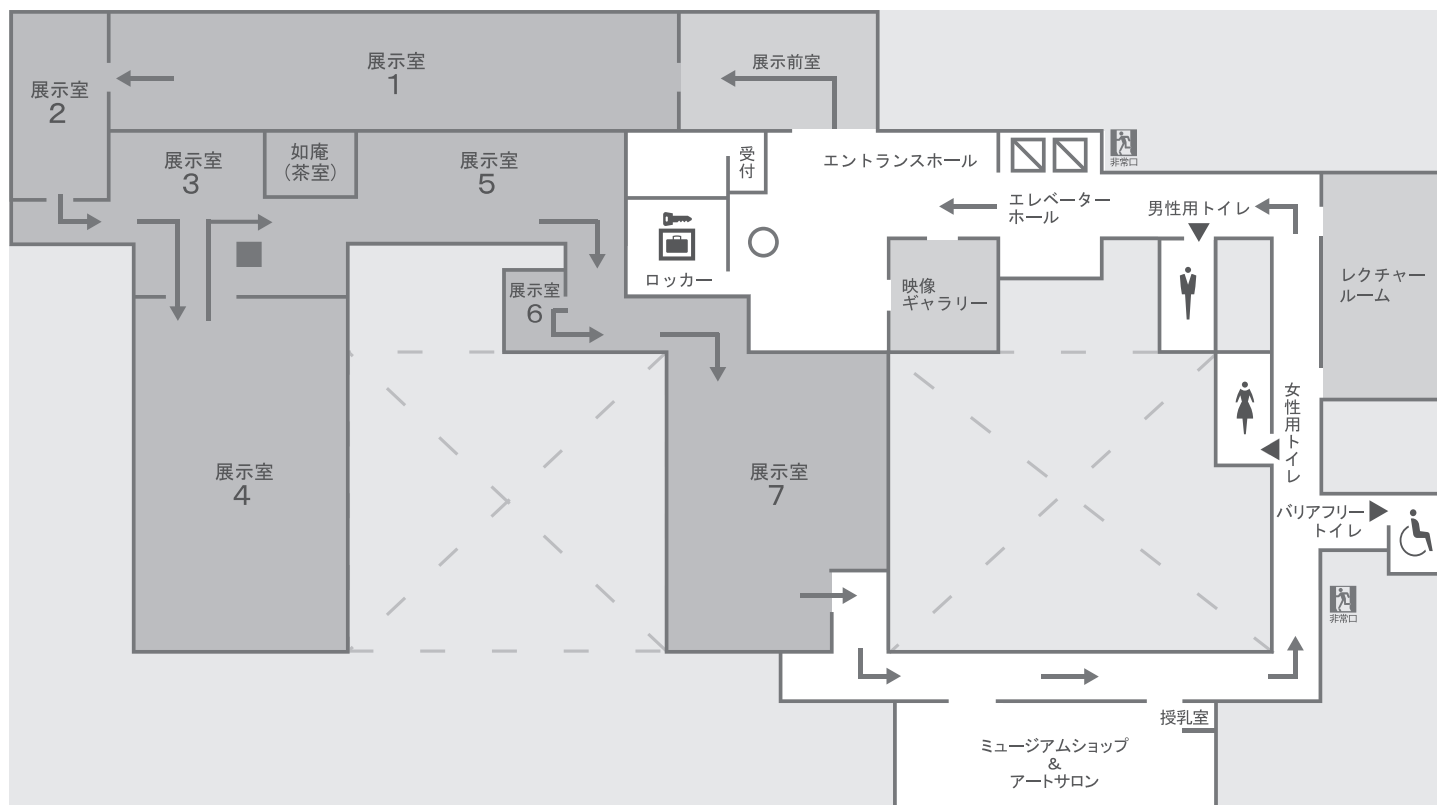 展示室
1
展示前室
展示室
2
展示室
3
如庵
（茶室）
展示室
5
受
付
エントランスホール
非常口
エレベーター
ホール
男性用トイレ
ロッカー
展示室
6
映像
ギャラリー
レクチャー
ルーム
女性用トイレ
展示室
4
展示室
7
バリアフリー
トイレ
非常口
授乳室
ミュージアムショップ
&
アートサロン